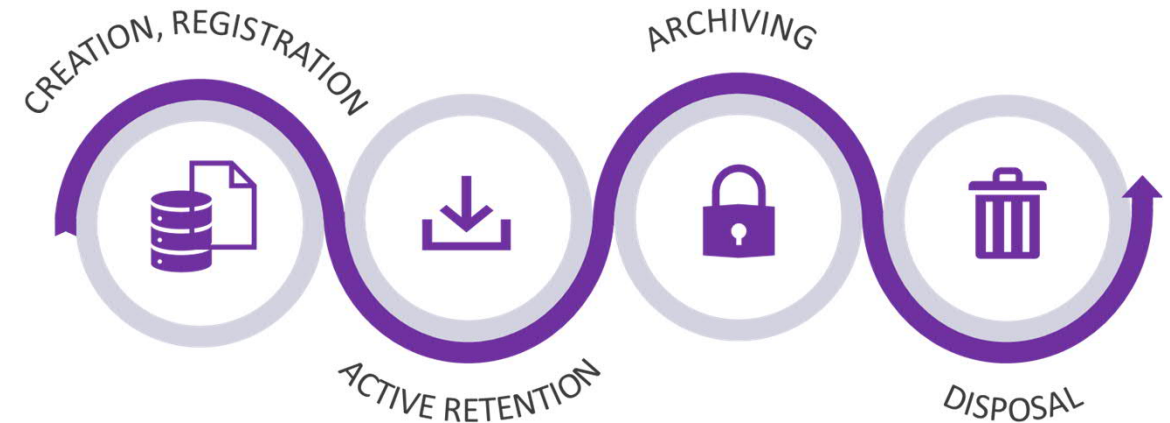 CREATION, REGISTRATION
ACTIVE RETENTION
ARCHIVING
DISPOSAL